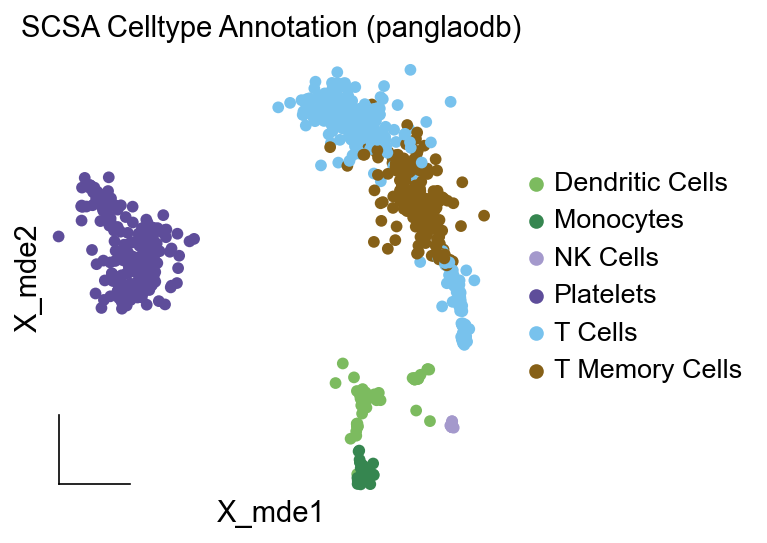 SCSA Celltype Annotation (panglaodb)
X_mde2
Dendritic Cells
Monocytes
NK Cells
Platelets
T Cells
T Memory Cells
X_mde1